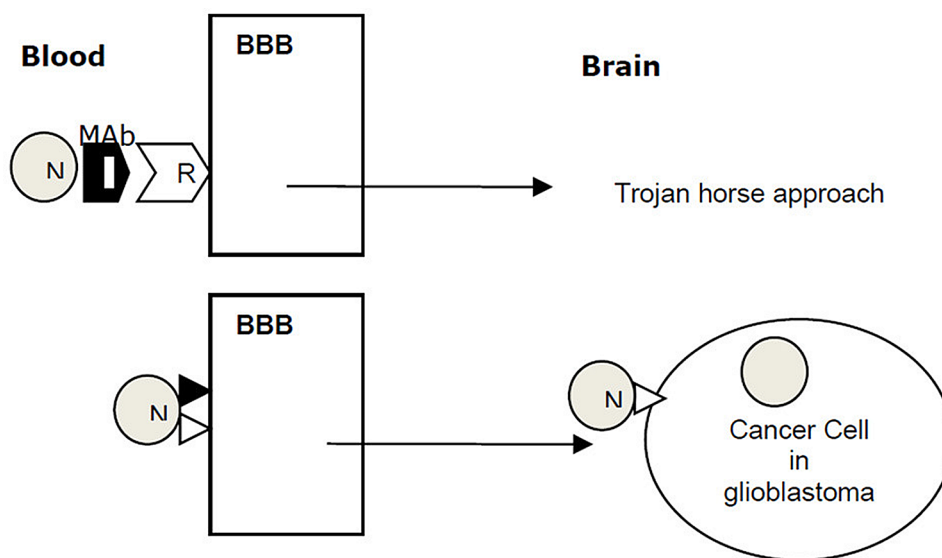 Blood
BBB
Brain
MAb
N
R
Trojan horse approach
BBB
N
N
Cancer Cell
in
glioblastoma